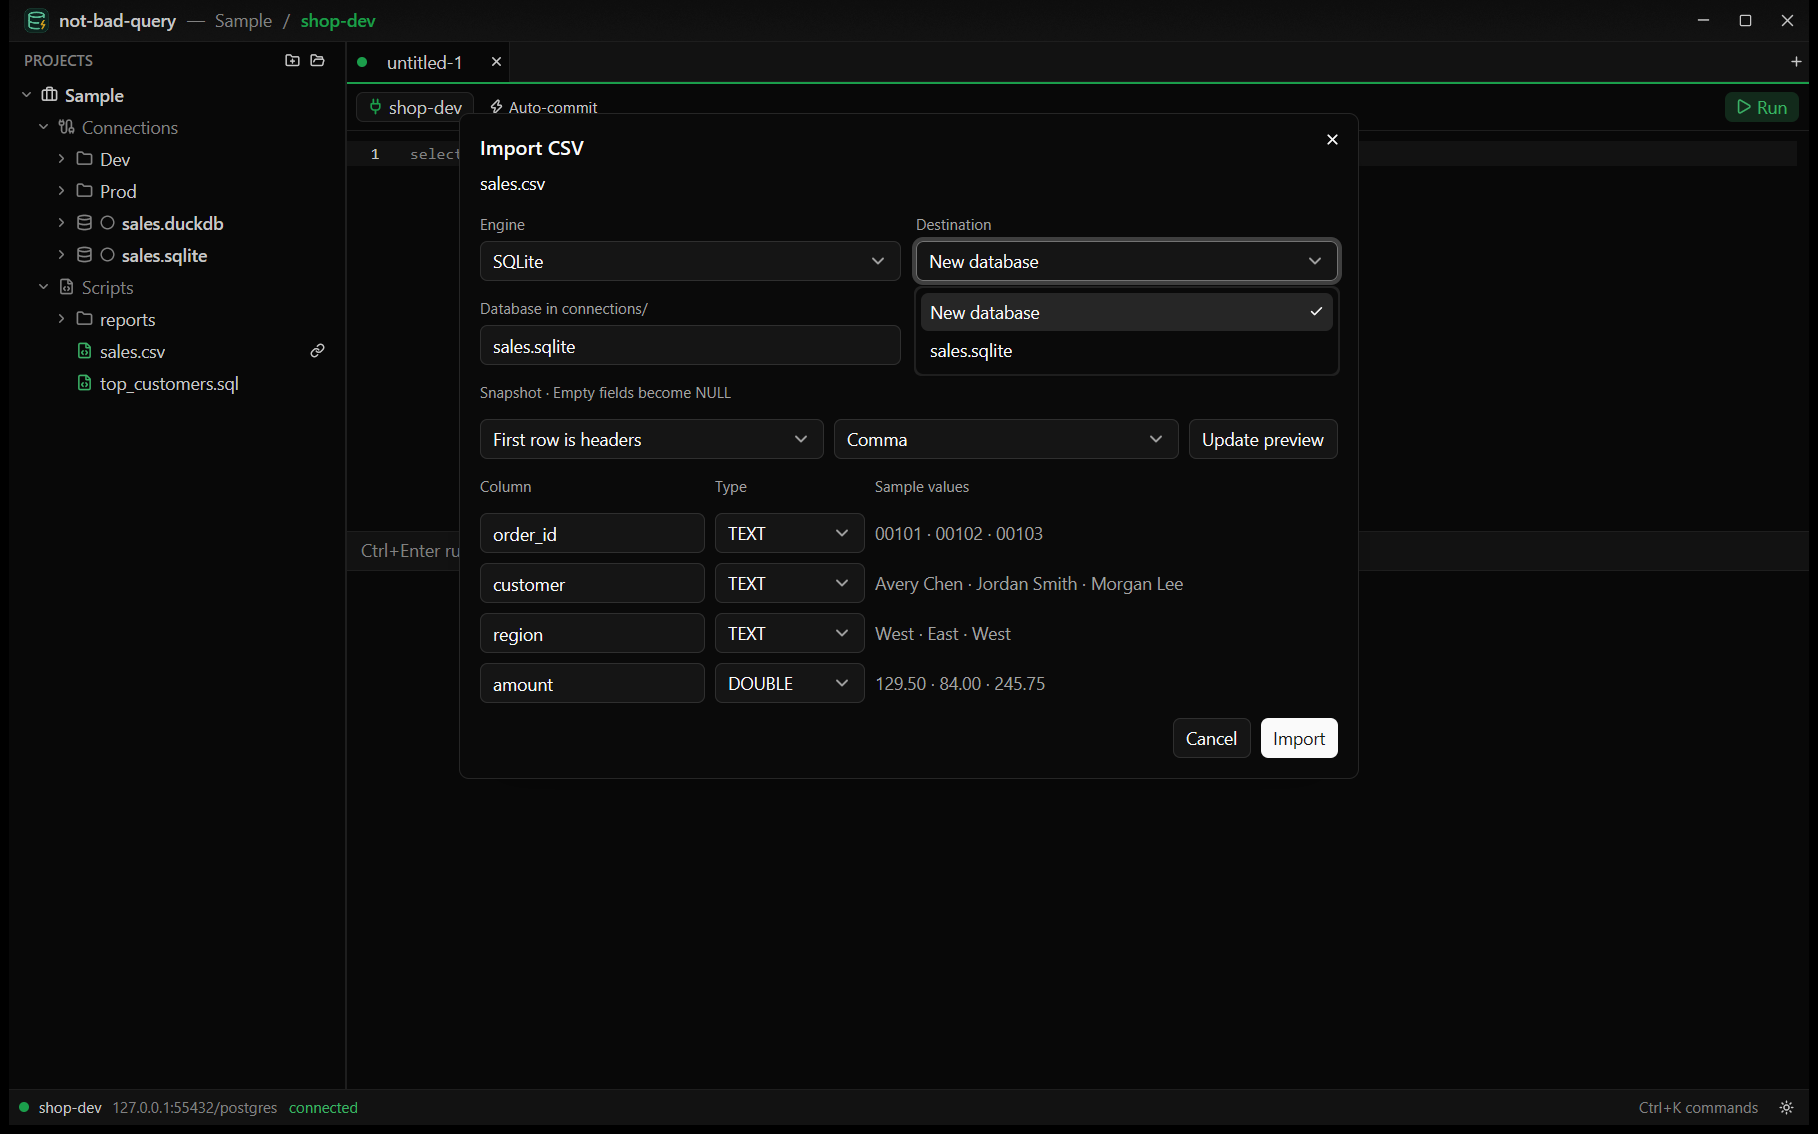 not-bad-query — Sample / shop-dev
PROJECTS
Sample
Connections
Dev
Prod
sales.duckdb
sales.sqlite
Scripts
reports
sales.csv
top_customers.sql
untitled-1
shop-dev
Auto-commit
Run
1 select
Ctrl+Enter ru
Import CSV
sales.csv
Engine
Destination
SQLite
New database
New database
sales.sqlite
Database in connections/
sales.sqlite
Snapshot · Empty fields become NULL
First row is headers
Comma
Update preview
Column Type Sample values
order_id TEXT 00101 · 00102 · 00103
customer TEXT Avery Chen · Jordan Smith · Morgan Lee
region TEXT West · East · West
amount DOUBLE 129.50 · 84.00 · 245.75
Cancel
Import
shop-dev 127.0.0.1:55432/postgres connected
Ctrl+K commands